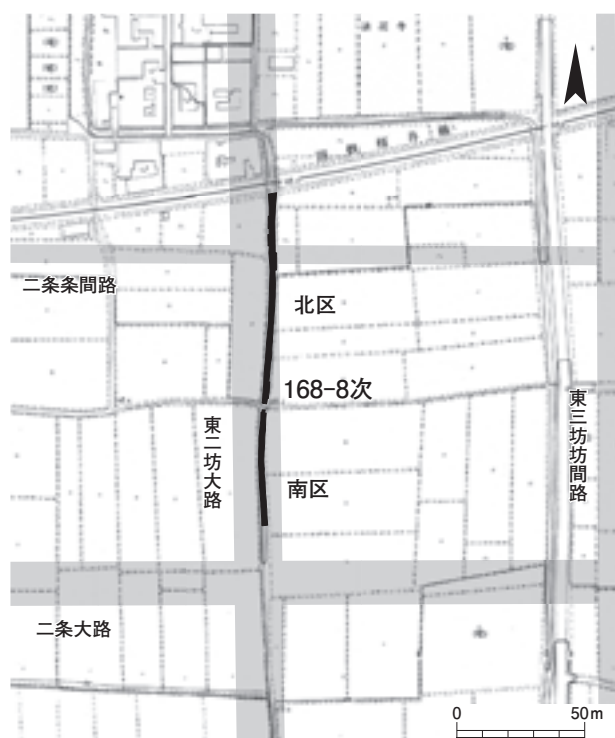 二条条間路
北区
168-8次
東二坊大路
東三坊坊間路
南区
二条大路
0 50m